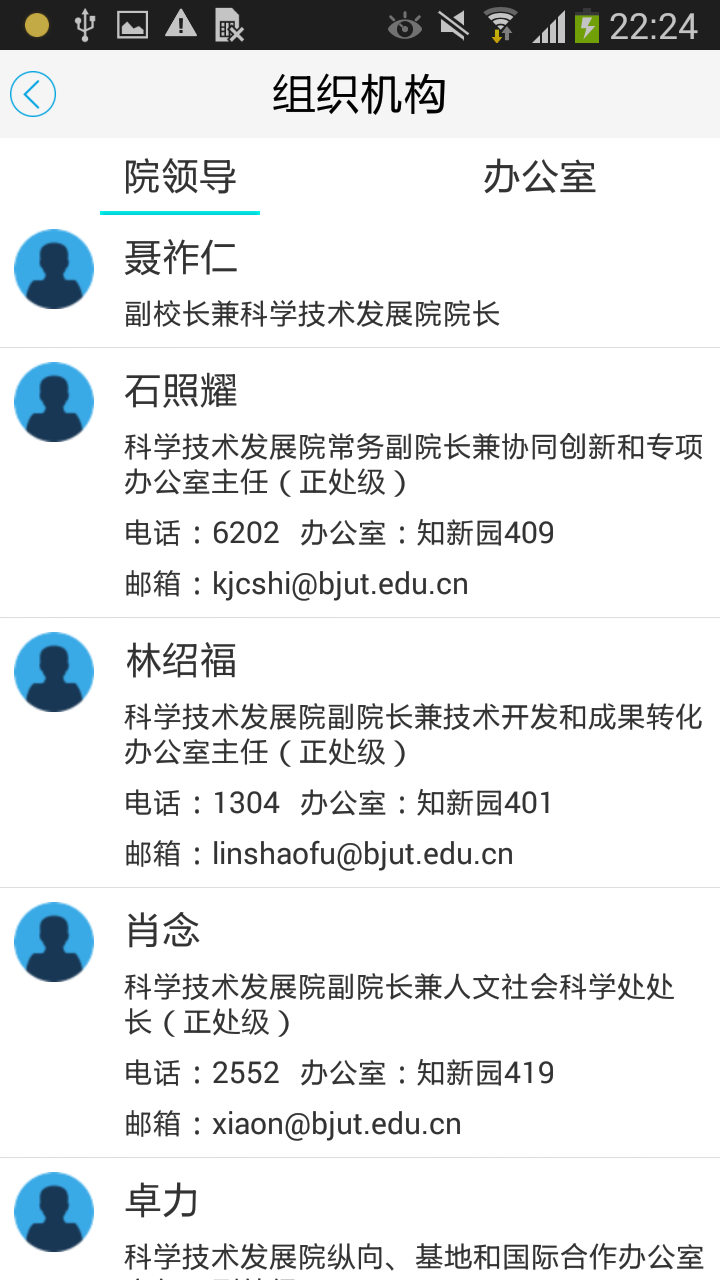 22:24
组织机构
院领导 办公室
聂祚仁
副校长兼科学技术发展院院长
石照耀
科学技术发展院常务副院长兼协同创新和专项
办公室主任（正处级）
电话：6202 办公室：知新园409
邮箱：kjcshi@bjut.edu.cn
林绍福
科学技术发展院副院长兼技术开发和成果转化
办公室主任（正处级）
电话：1304 办公室：知新园401
邮箱：linshaofu@bjut.edu.cn
肖念
科学技术发展院副院长兼人文社会科学处处
长（正处级）
电话：2552 办公室：知新园419
邮箱：xiaon@bjut.edu.cn
卓力
科学技术发展院纵向、基地和国际合作办公室